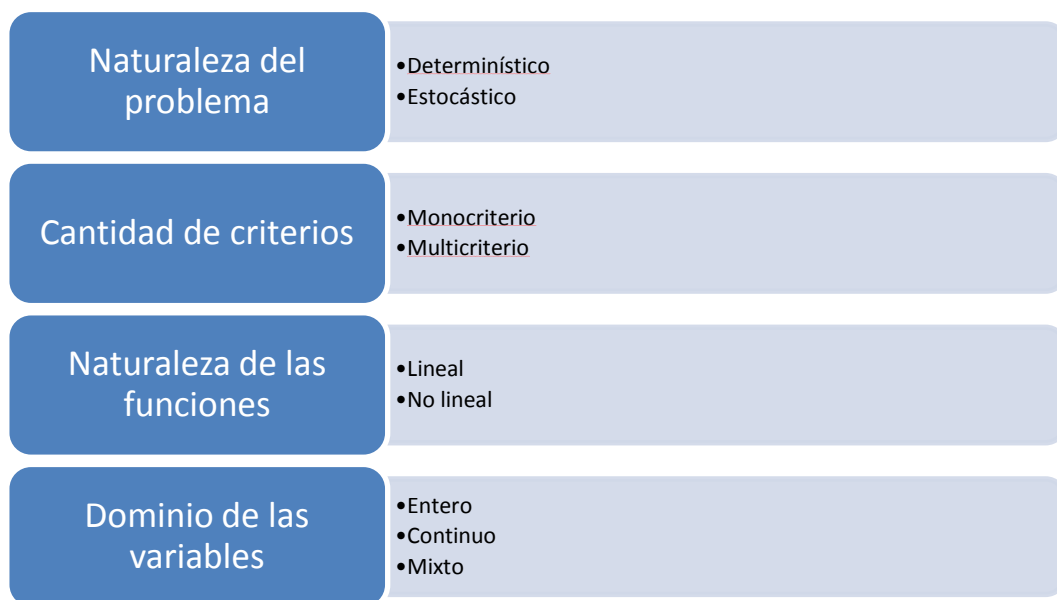 Naturaleza del
problema
•Determinístico
•Estocástico
Cantidad de criterios
•Monocriterio
•Multicriterio
Naturaleza de las
funciones
•Lineal
•No lineal
Dominio de las
variables
•Entero
•Continuo
•Mixto